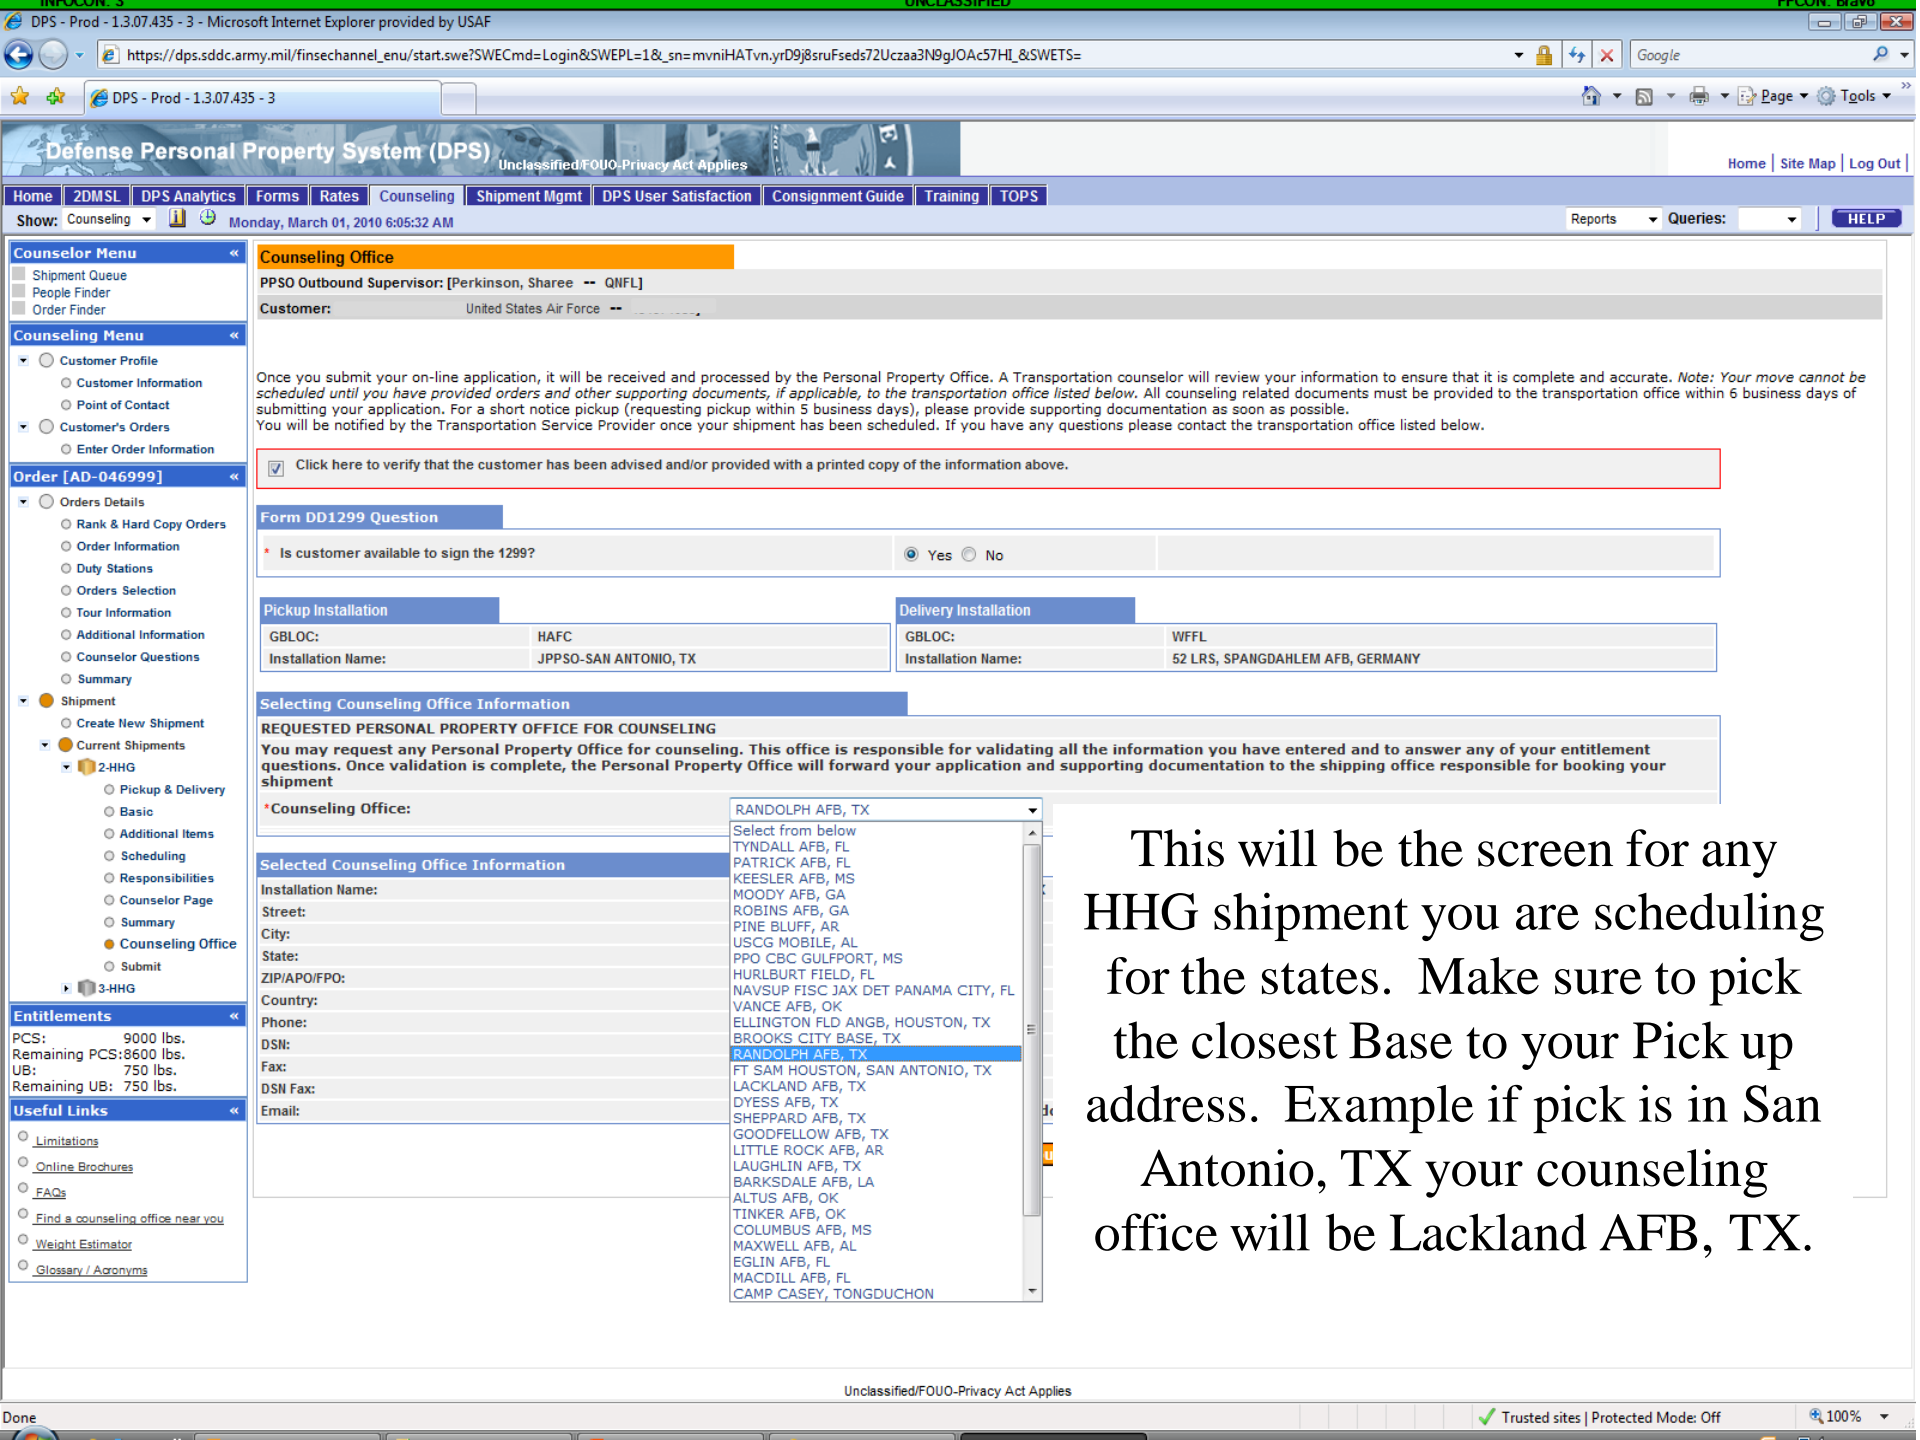 INFOCON: 3 UNCLASSIFIED FPCON: Bravo
DPS - Prod - 1.3.07.435 - 3 - Microsoft Internet Explorer provided by USAF
https://dps.sddc.army.mil/finsechannel_enu/start.swe?SWECmd=Login&SWEPL=1&_sn=mvniHATvn.yrD9j8sruFseds72Uczaa3N9gJOAc57HI_&SWETS=
Google
DPS - Prod - 1.3.07.435 - 3
Page Tools
Defense Personal Property System (DPS) Unclassified/FOUO-Privacy Act Applies
Home | Site Map | Log Out |
Home 2DMSL DPS Analytics Forms Rates Counseling Shipment Mgmt DPS User Satisfaction Consignment Guide Training TOPS
Show: Counseling Monday, March 01, 2010 6:05:32 AM Reports Queries: HELP
Counselor Menu «
Shipment Queue
People Finder
Order Finder
Counseling Menu «
Customer Profile
Customer Information
Point of Contact
Customer's Orders
Enter Order Information
Order [AD-046999] «
Orders Details
Rank & Hard Copy Orders
Order Information
Duty Stations
Orders Selection
Tour Information
Additional Information
Counselor Questions
Summary
Shipment
Create New Shipment
Current Shipments
2-HHG
Pickup & Delivery
Basic
Additional Items
Scheduling
Responsibilities
Counselor Page
Summary
Counseling Office
Submit
3-HHG
Entitlements «
PCS: 9000 lbs.
Remaining PCS:8600 lbs.
UB: 750 lbs.
Remaining UB: 750 lbs.
Useful Links «
Limitations
Online Brochures
FAQs
Find a counseling office near you
Weight Estimator
Glossary / Acronyms
Counseling Office
PPSO Outbound Supervisor: [Perkinson, Sharee -- QNFL]
Customer: United States Air Force --
Once you submit your on-line application, it will be received and processed by the Personal Property Office. A Transportation counselor will review your information to ensure that it is complete and accurate. Note: Your move cannot be
scheduled until you have provided orders and other supporting documents, if applicable, to the transportation office listed below. All counseling related documents must be provided to the transportation office within 6 business days of
submitting your application. For a short notice pickup (requesting pickup within 5 business days), please provide supporting documentation as soon as possible.
You will be notified by the Transportation Service Provider once your shipment has been scheduled. If you have any questions please contact the transportation office listed below.
Click here to verify that the customer has been advised and/or provided with a printed copy of the information above.
Form DD1299 Question
* Is customer available to sign the 1299? Yes No
Pickup Installation
GBLOC: HAFC
Installation Name: JPPSO-SAN ANTONIO, TX
Delivery Installation
GBLOC: WFFL
Installation Name: 52 LRS, SPANGDAHLEM AFB, GERMANY
Selecting Counseling Office Information
REQUESTED PERSONAL PROPERTY OFFICE FOR COUNSELING
You may request any Personal Property Office for counseling. This office is responsible for validating all the information you have entered and to answer any of your entitlement
questions. Once validation is complete, the Personal Property Office will forward your application and supporting documentation to the shipping office responsible for booking your
shipment
*Counseling Office: RANDOLPH AFB, TX
Select from below
TYNDALL AFB, FL
PATRICK AFB, FL
KEESLER AFB, MS
MOODY AFB, GA
ROBINS AFB, GA
PINE BLUFF, AR
USCG MOBILE, AL
PPO CBC GULFPORT, MS
HURLBURT FIELD, FL
NAVSUP FISC JAX DET PANAMA CITY, FL
VANCE AFB, OK
ELLINGTON FLD ANGB, HOUSTON, TX
BROOKS CITY BASE, TX
RANDOLPH AFB, TX
FT SAM HOUSTON, SAN ANTONIO, TX
LACKLAND AFB, TX
DYESS AFB, TX
SHEPPARD AFB, TX
GOODFELLOW AFB, TX
LITTLE ROCK AFB, AR
LAUGHLIN AFB, TX
BARKSDALE AFB, LA
ALTUS AFB, OK
TINKER AFB, OK
COLUMBUS AFB, MS
MAXWELL AFB, AL
EGLIN AFB, FL
MACDILL AFB, FL
CAMP CASEY, TONGDUCHON
Selected Counseling Office Information
Installation Name:
Street:
City:
State:
ZIP/APO/FPO:
Country:
Phone:
DSN:
Fax:
DSN Fax:
Email:
This will be the screen for any
HHG shipment you are scheduling
for the states. Make sure to pick
the closest Base to your Pick up
address. Example if pick is in San
Antonio, TX your counseling
office will be Lackland AFB, TX.
Unclassified/FOUO-Privacy Act Applies
Done Trusted sites | Protected Mode: Off 100%